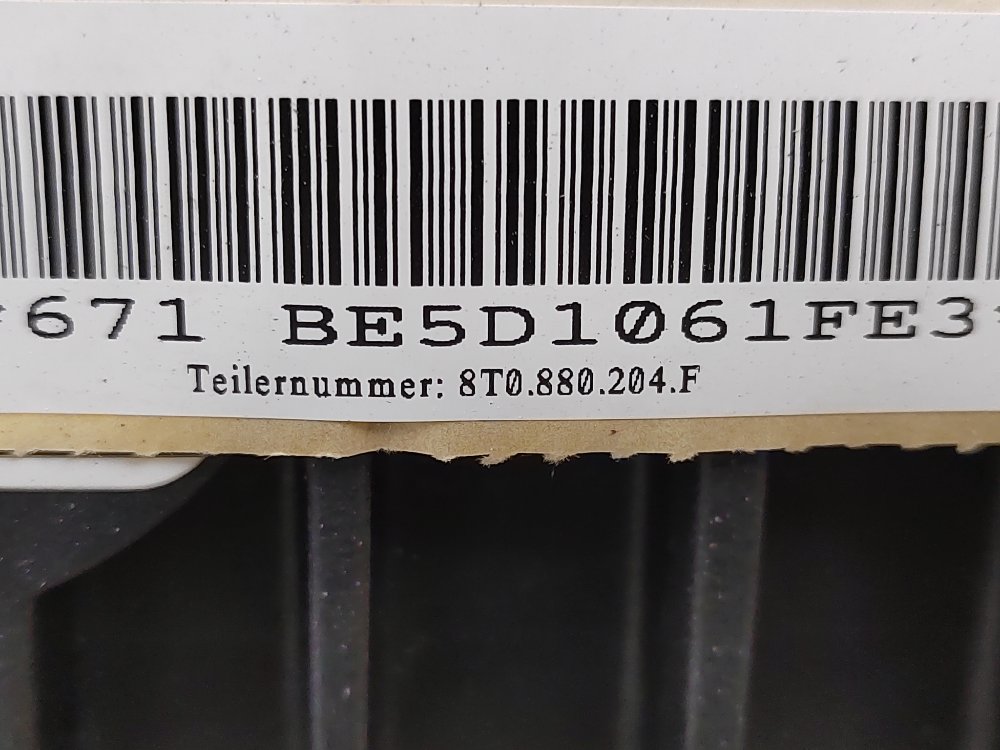 *671 BE5D1061FE3*
Teilernummer: 8T0.880.204.F